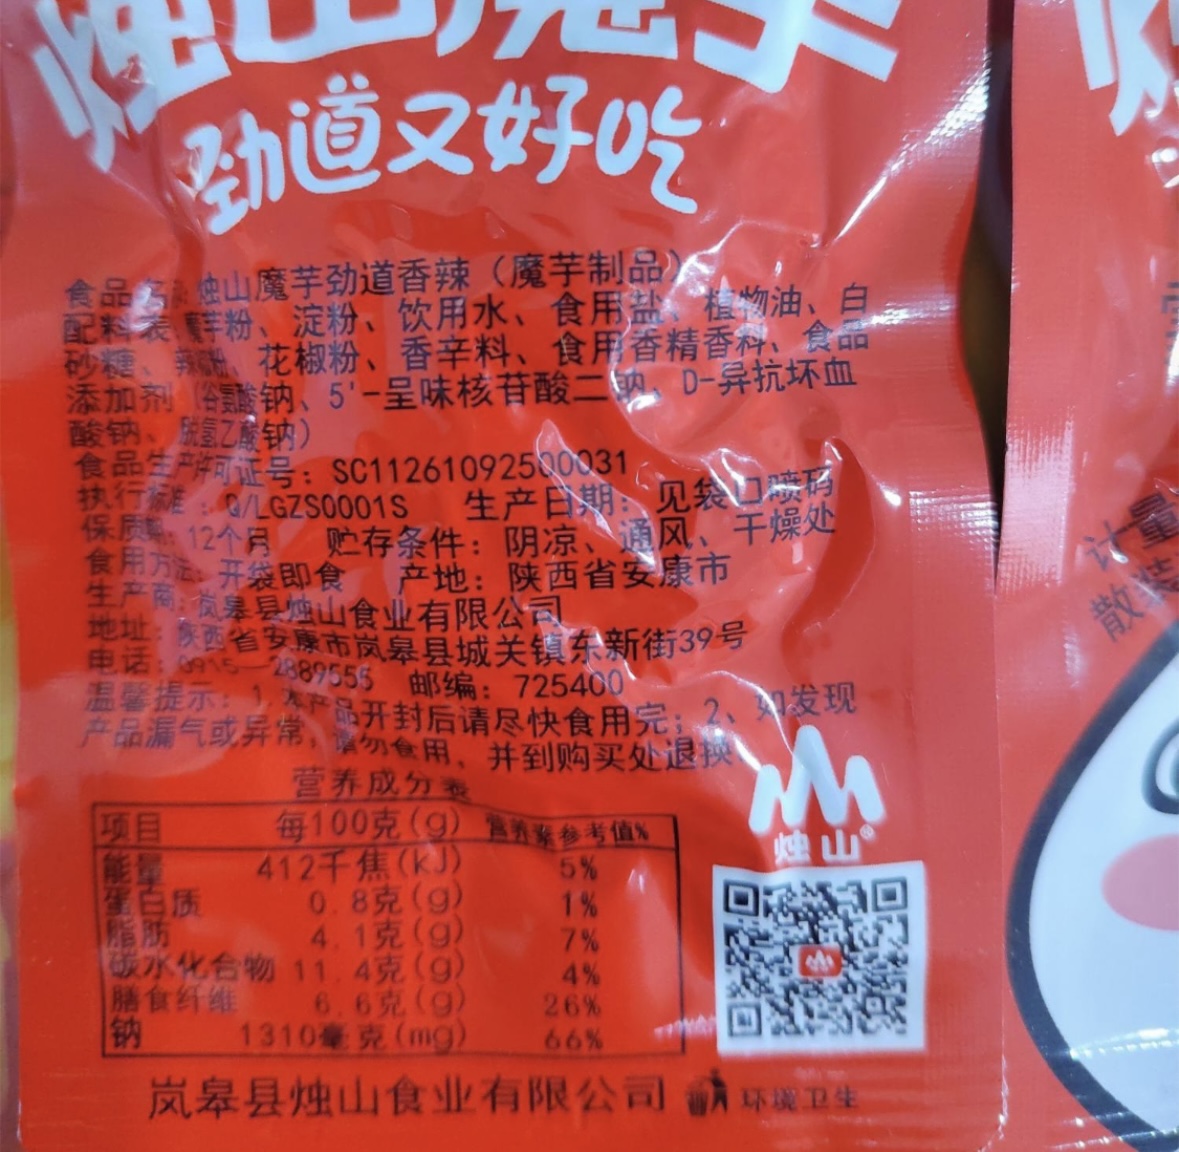 烛山魔芋
劲道又好吃
食品名称 烛山魔芋劲道香辣（魔芋制品）
配料表 魔芋粉、淀粉、饮用水、食用盐、植物油、白
砂糖、辣椒粉、花椒粉、香辛料、食用香精香料、食品
添加剂（谷氨酸钠、5'-呈味核苷酸二钠、D-异抗坏血
酸钠、脱氢乙酸钠）
食品生产许可证号：SC11261092500031
执行标准：Q/LGZS0001S 生产日期：见袋口喷码
保质期：12个月 贮存条件：阴凉、通风、干燥处
食用方法：开袋即食 产地：陕西省安康市
生产商：岚皋县烛山食业有限公司
地址：陕西省安康市岚皋县城关镇东新街39号
电话：0915-2889555 邮编：725400
温馨提示：1、本产品开封后请尽快食用完；2、如发现
产品漏气或异常，请勿食用，并到购买处退换。
营养成分表
项目 每100克(g) 营养素参考值%
能量 412千焦(kJ) 5%
蛋白质 0.8克(g) 1%
脂肪 4.1克(g) 7%
碳水化合物 11.4克(g) 4%
膳食纤维 6.6克(g) 26%
钠 1310毫克(mg) 66%
烛山®
岚皋县烛山食业有限公司 环境卫生
计量
散装